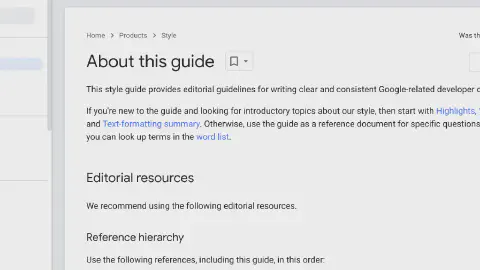 Home > Products > Style
Was th
About this guide
This style guide provides editorial guidelines for writing clear and consistent Google-related developer
If you're new to the guide and looking for introductory topics about our style, then start with Highlights,
and Text-formatting summary. Otherwise, use the guide as a reference document for specific questions
you can look up terms in the word list.
Editorial resources
We recommend using the following editorial resources.
Reference hierarchy
Use the following references, including this guide, in this order: